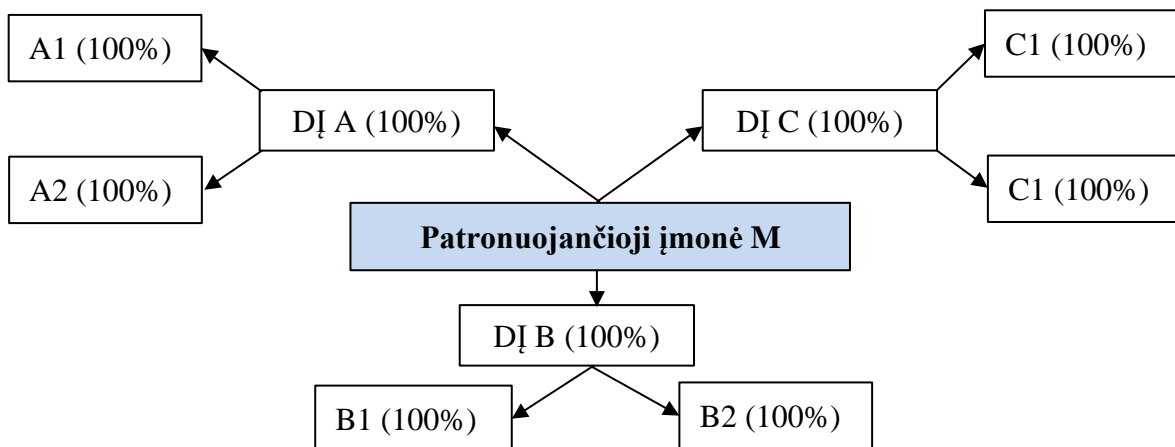 A1 (100%)
C1 (100%)
DĮ A (100%)
DĮ C (100%)
A2 (100%)
C1 (100%)
Patronuojančioji įmonė M
DĮ B (100%)
B1 (100%)
B2 (100%)